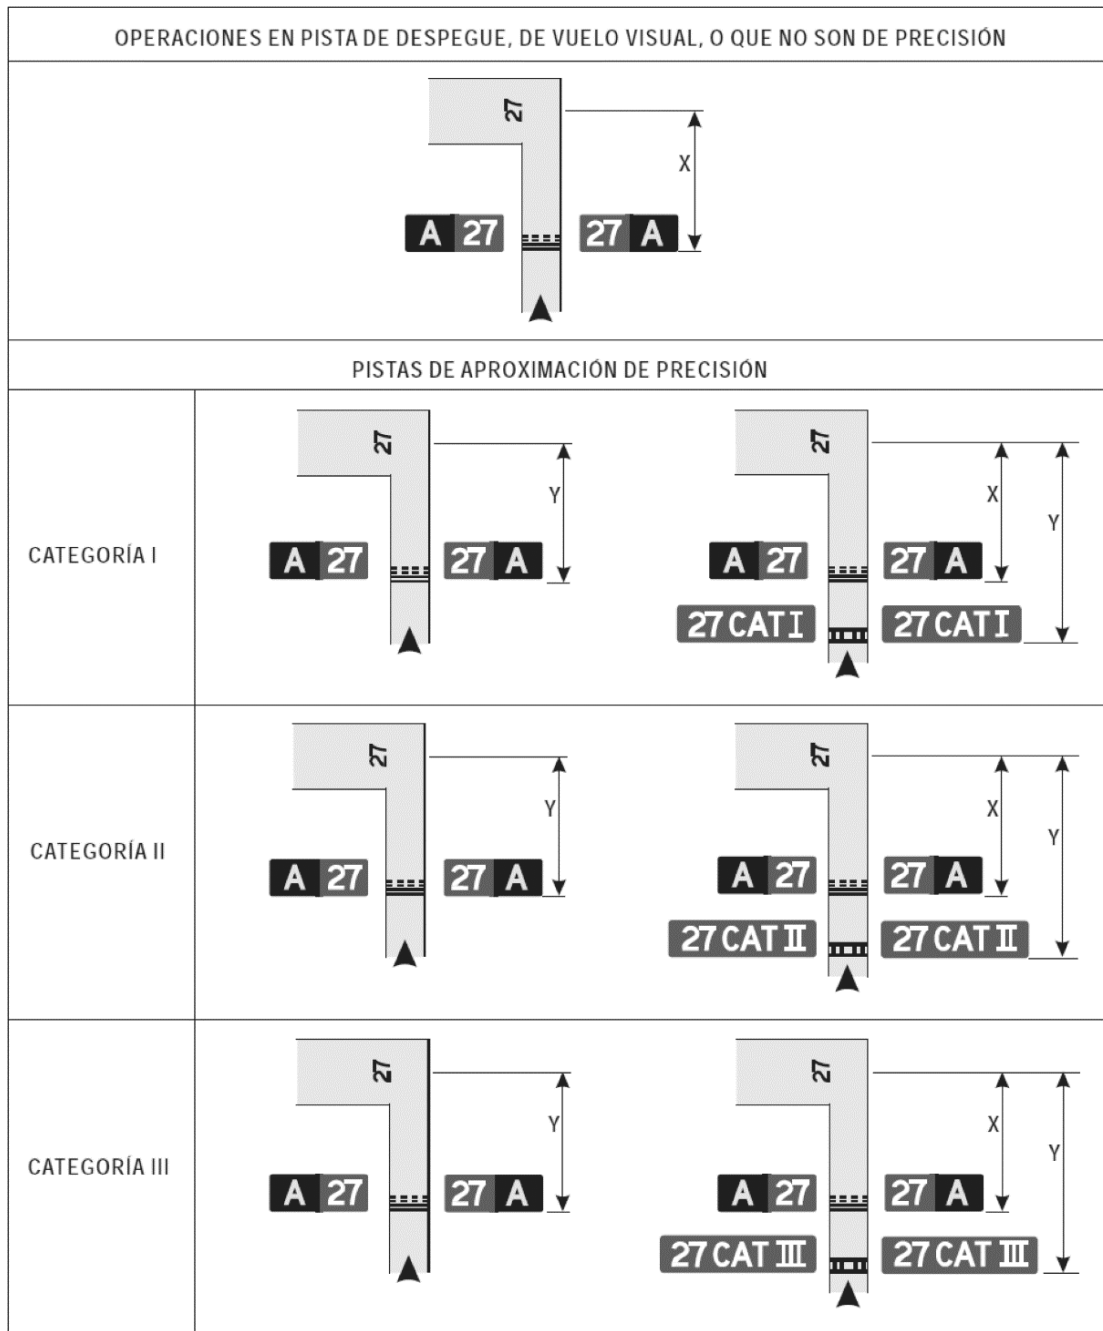 OPERACIONES EN PISTA DE DESPEGUE, DE VUELO VISUAL, O QUE NO SON DE PRECISIÓN
27
X
A 27
27 A
PISTAS DE APROXIMACIÓN DE PRECISIÓN
CATEGORÍA I
27
Y
A 27
27 A
27
X
Y
A 27
27 A
27 CAT I
27 CAT I
CATEGORÍA II
27
Y
A 27
27 A
27
X
Y
A 27
27 A
27 CAT II
27 CAT II
CATEGORÍA III
27
Y
A 27
27 A
27
X
Y
A 27
27 A
27 CAT III
27 CAT III